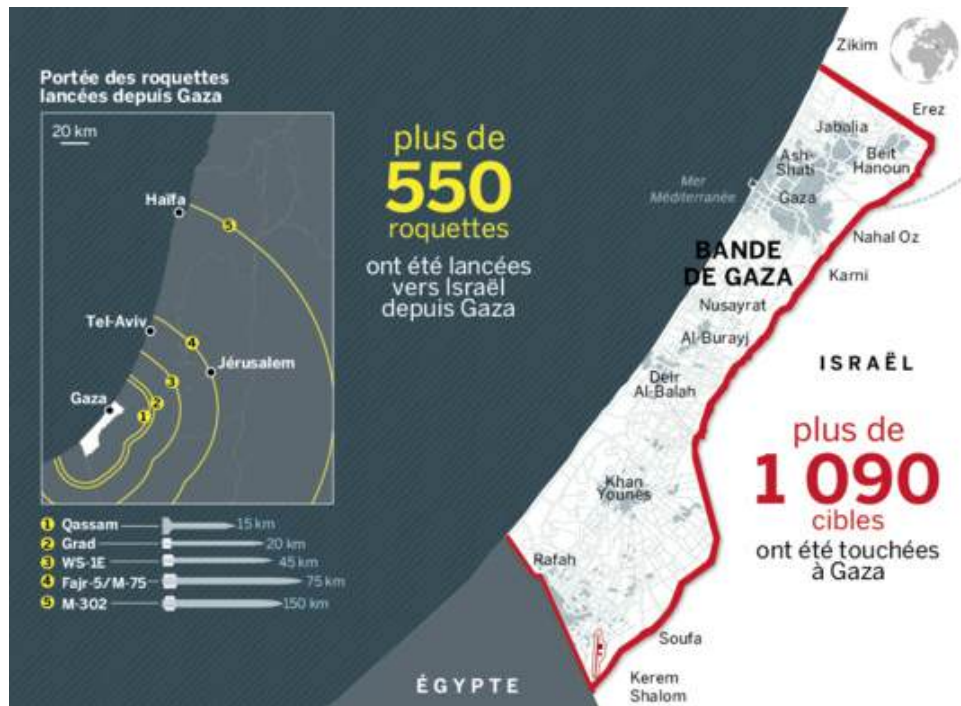 Portée des roquettes
lancées depuis Gaza
20 km
Haïfa
5
Tel-Aviv
4
Jérusalem
3
Gaza
2
1
1 Qassam 15 km
2 Grad 20 km
3 WS-1E 45 km
4 Fajr-5/M-75 75 km
5 M-302 150 km
plus de
550
roquettes
ont été lancées
vers Israël
depuis Gaza
Zikim
Erez
Jabalia
Beit
Hanoun
Ash-
Shati
Gaza
Mer
Méditerranée
Nahal Oz
BANDE
DE GAZA
Karni
Nusayrat
Al-Burayj
Deir
Al-Balah
ISRAËL
plus de
1 090
cibles
ont été touchées
à Gaza
Khan
Younès
Rafah
Soufa
Kerem
Shalom
ÉGYPTE